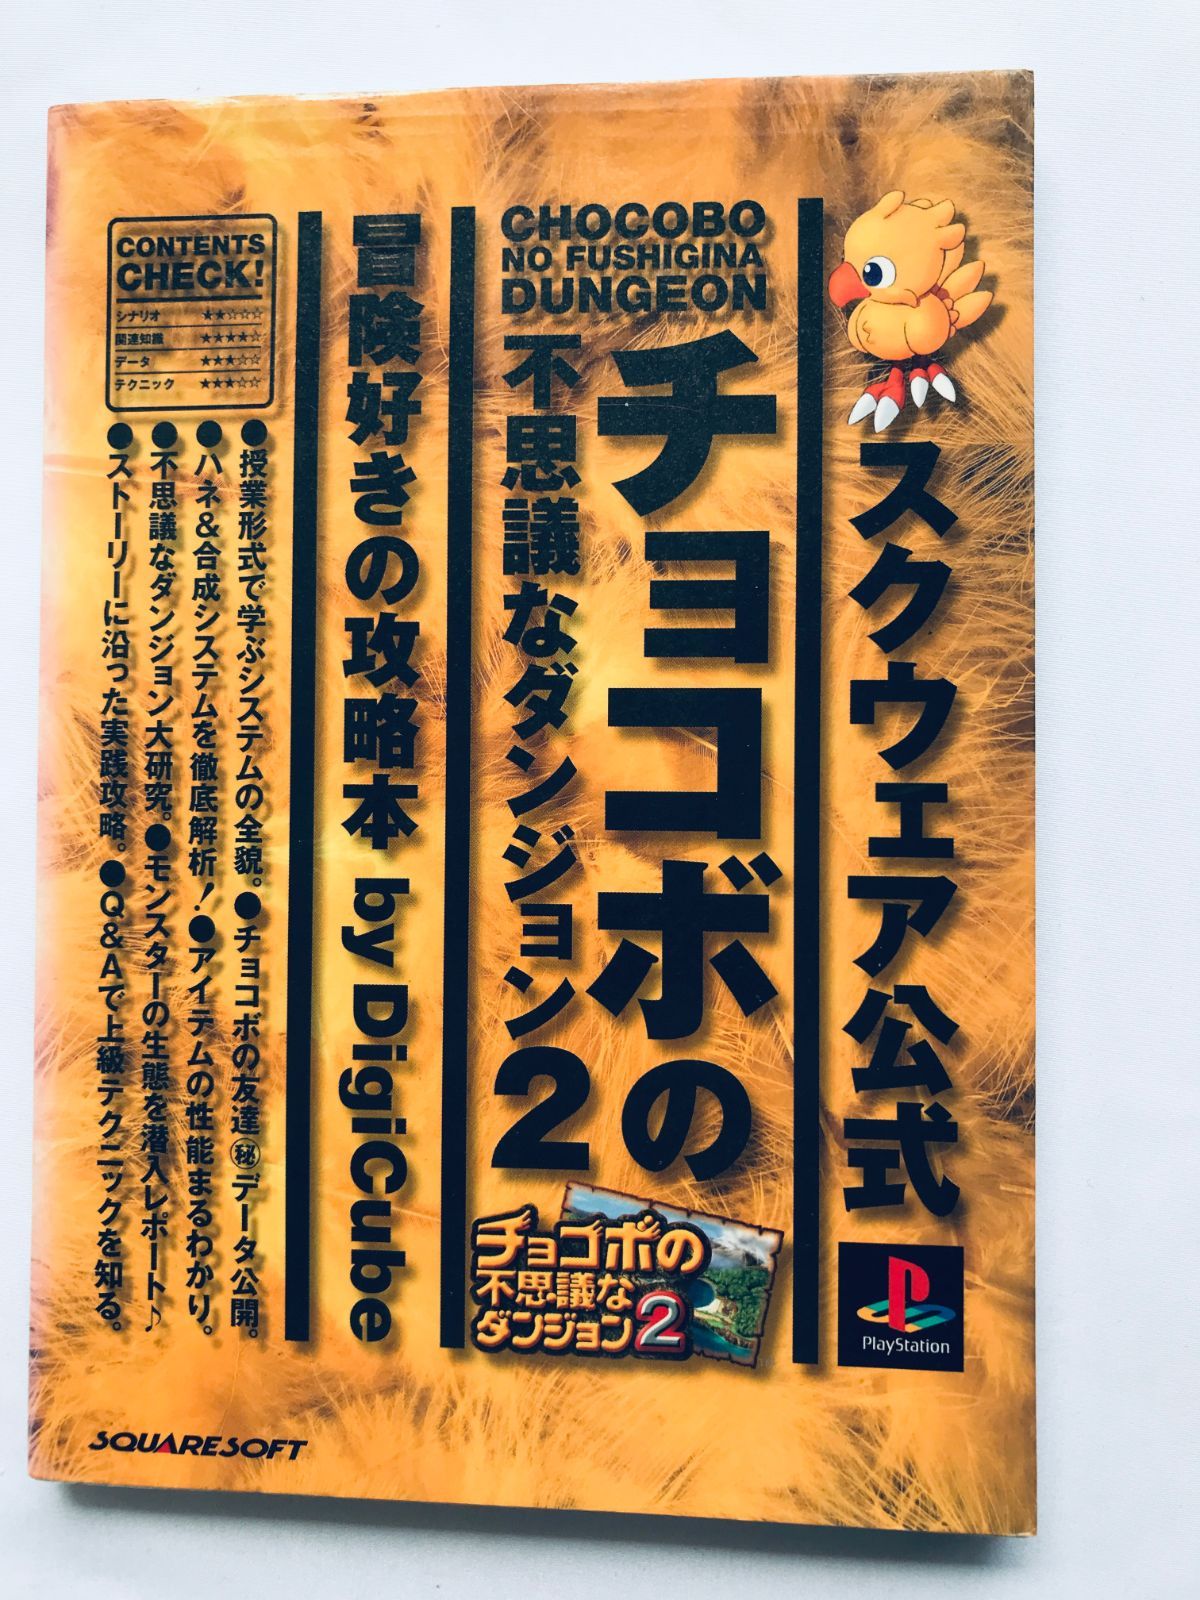 スクウェア公式
PlayStation
CHOCOBO
NO FUSHIGINA
DUNGEON
チョコボの
不思議なダンジョン2
チョコボの
不思議な
ダンジョン2
冒険好きの攻略本 by DigiCube
CONTENTS
CHECK!
シナリオ ★★☆☆☆
関連知識 ★★★★☆
データ ★★★☆☆
テクニック ★★★☆☆
●授業形式で学ぶシステムの全貌。●チョコボの友達㊙データ公開。
●ハネ&合成システムを徹底解析!●アイテムの性能まるわかり。
●不思議なダンジョン大研究。●モンスターの生態を潜入レポート♪
●ストーリーに沿った実践攻略。●Q&Aで上級テクニックを知る。
SQUARESOFT